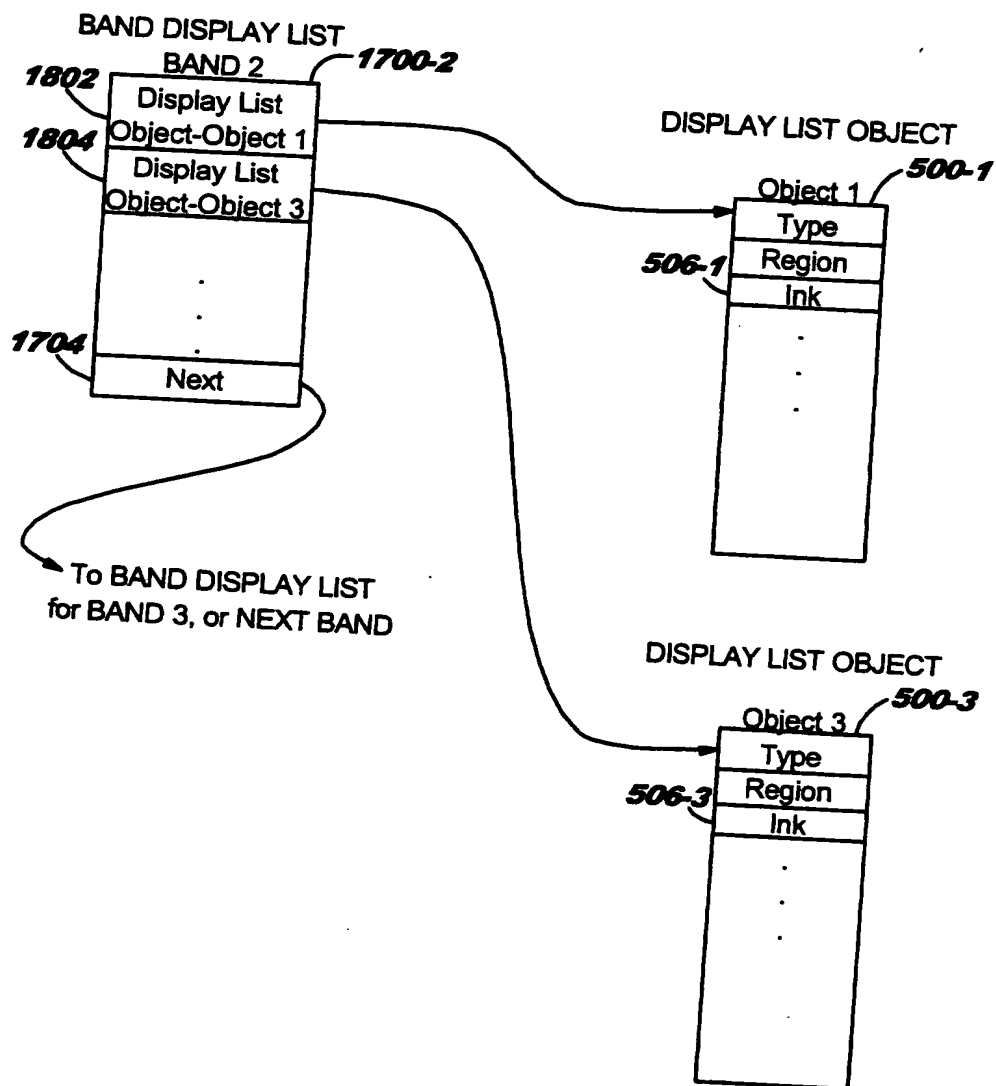 BAND DISPLAY LIST
BAND 2
1700-2
1802
Display List
Object-Object 1
1804
Display List
Object-Object 3
.
.
.
1704
Next
To BAND DISPLAY LIST
for BAND 3, or NEXT BAND
DISPLAY LIST OBJECT
500-1
Object 1
Type
Region
506-1
Ink
.
.
.
.
DISPLAY LIST OBJECT
500-3
Object 3
Type
Region
506-3
Ink
.
.
.